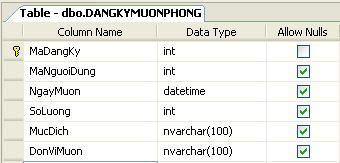 Table - dbo.DANGKYMUONPHONG
Column Name Data Type Allow Nulls
MaDangKy int
MaNguoiDung int
NgayMuon datetime
SoLuong int
MucDich nvarchar(100)
DonViMuon nvarchar(100)